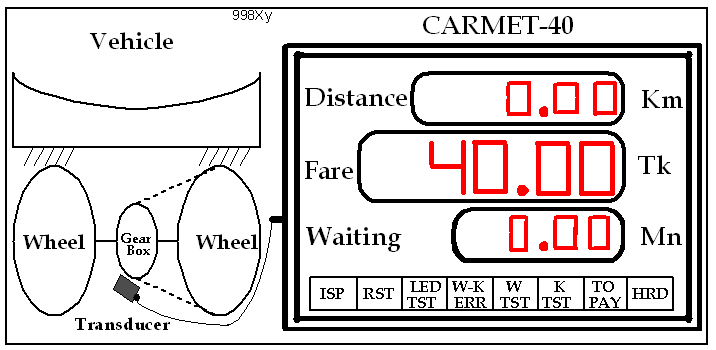 998Xy
CARMET-40
Vehicle
Distance 0.00 Km
Fare 40.00 Tk
Waiting 0.00 Mn
Wheel
Gear
Box
Wheel
Transducer
ISP
RST
LED
TST
W-K
ERR
W
TST
K
TST
TO
PAY
HRD